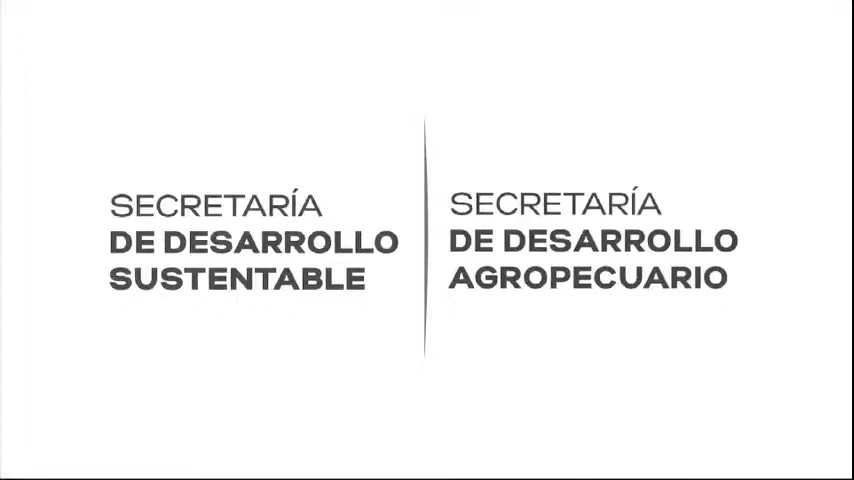 SECRETARÍA
DE DESARROLLO
SUSTENTABLE
SECRETARÍA
DE DESARROLLO
AGROPECUARIO